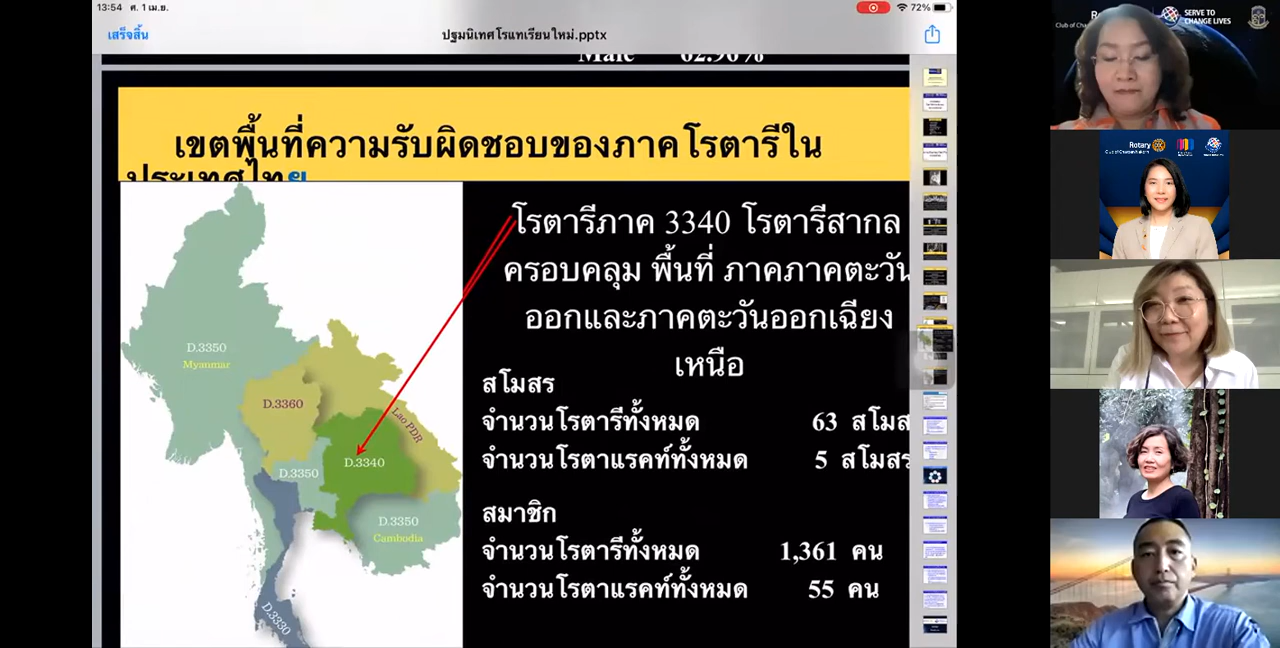 13:54 ศ. 1 เม.ย.
72%
เสร็จสิ้น
ปฐมนิเทศโรแทเรียนใหม่.pptx
Male 62.96%
เขตพื้นที่ความรับผิดชอบของภาคโรตารีใน
ประเทศไทย
D.3350
Myanmar
D.3360
Lao PDR
D.3340
D.3350
D.3350
Cambodia
D.3330
โรตารีภาค 3340 โรตารีสากล
ครอบคลุม พื้นที่ ภาคภาคตะวัน
ออกและภาคตะวันออกเฉียง
เหนือ
สโมสร
จำนวนโรตารีทั้งหมด 63 สโมส
จำนวนโรตาแรคท์ทั้งหมด 5 สโมสร
สมาชิก
จำนวนโรตารีทั้งหมด 1,361 คน
จำนวนโรตาแรคท์ทั้งหมด 55 คน
SERVE TO
CHANGE LIVES
Rotary